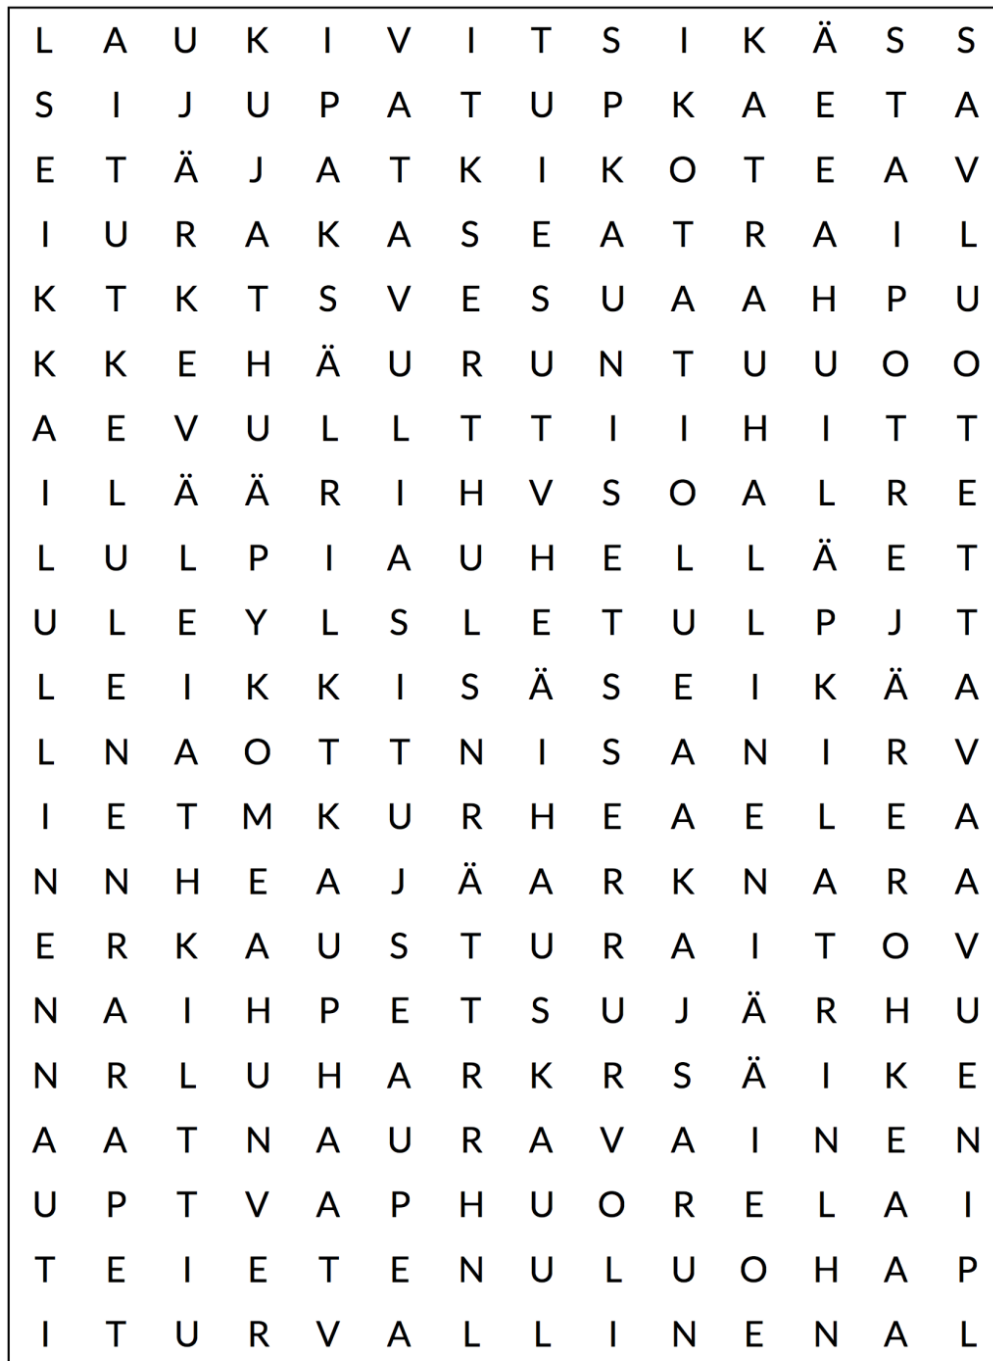 L A U K I V I T S I K Ä S S
S I J U P A T U P K A E T A
E T Ä J A T K I K O T E A V
I U R A K A S E A T R A I L
K T K T S V E S U A A H P U
K K E H Ä U R U N T U U O O
A E V U L L T T I I H I T T
I L Ä Ä R I H V S O A L R E
L U L P I A U H E L L Ä E T
U L E Y L S L E T U L P J T
L E I K K I S Ä S E I K Ä A
L N A O T T N I S A N I R V
I E T M K U R H E A E L E A
N N H E A J Ä A R K N A R A
E R K A U S T U R A I T O V
N A I H P E T S U J Ä R H U
N R L U H A R K R S Ä I K E
A A T N A U R A V A I N E N
U P T V A P H U O R E L A I
T E I E T E N U L U O H A P
I T U R V A L L I N E N A L